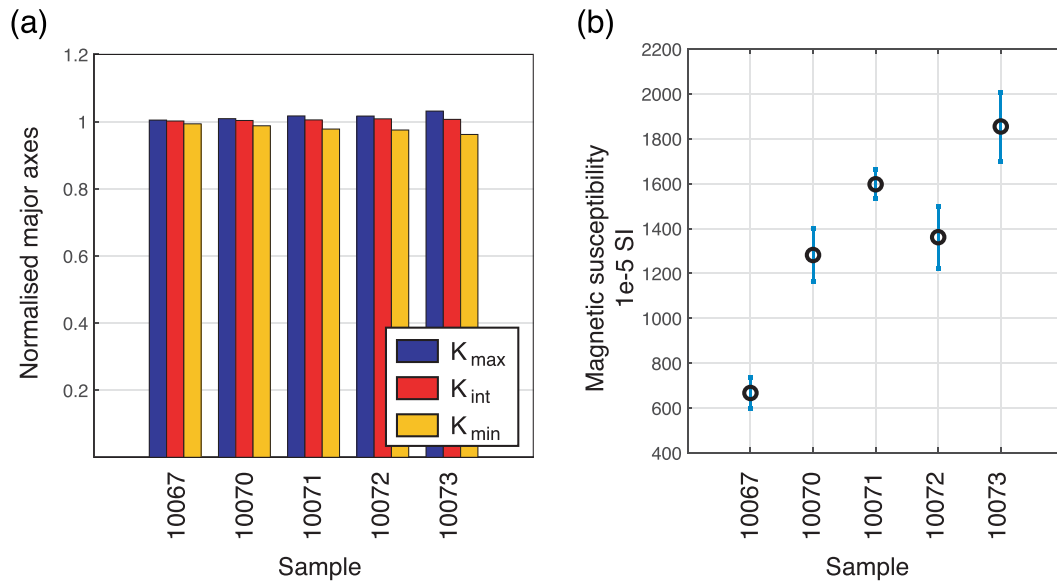 (a)
Normalised major axes
1.2
1
0.8
0.6
0.4
0.2
K max
K int
K min
10067
10070
10071
10072
10073
Sample
(b)
Magnetic susceptibility
1e-5 SI
2200
2000
1800
1600
1400
1200
1000
800
600
400
10067
10070
10071
10072
10073
Sample